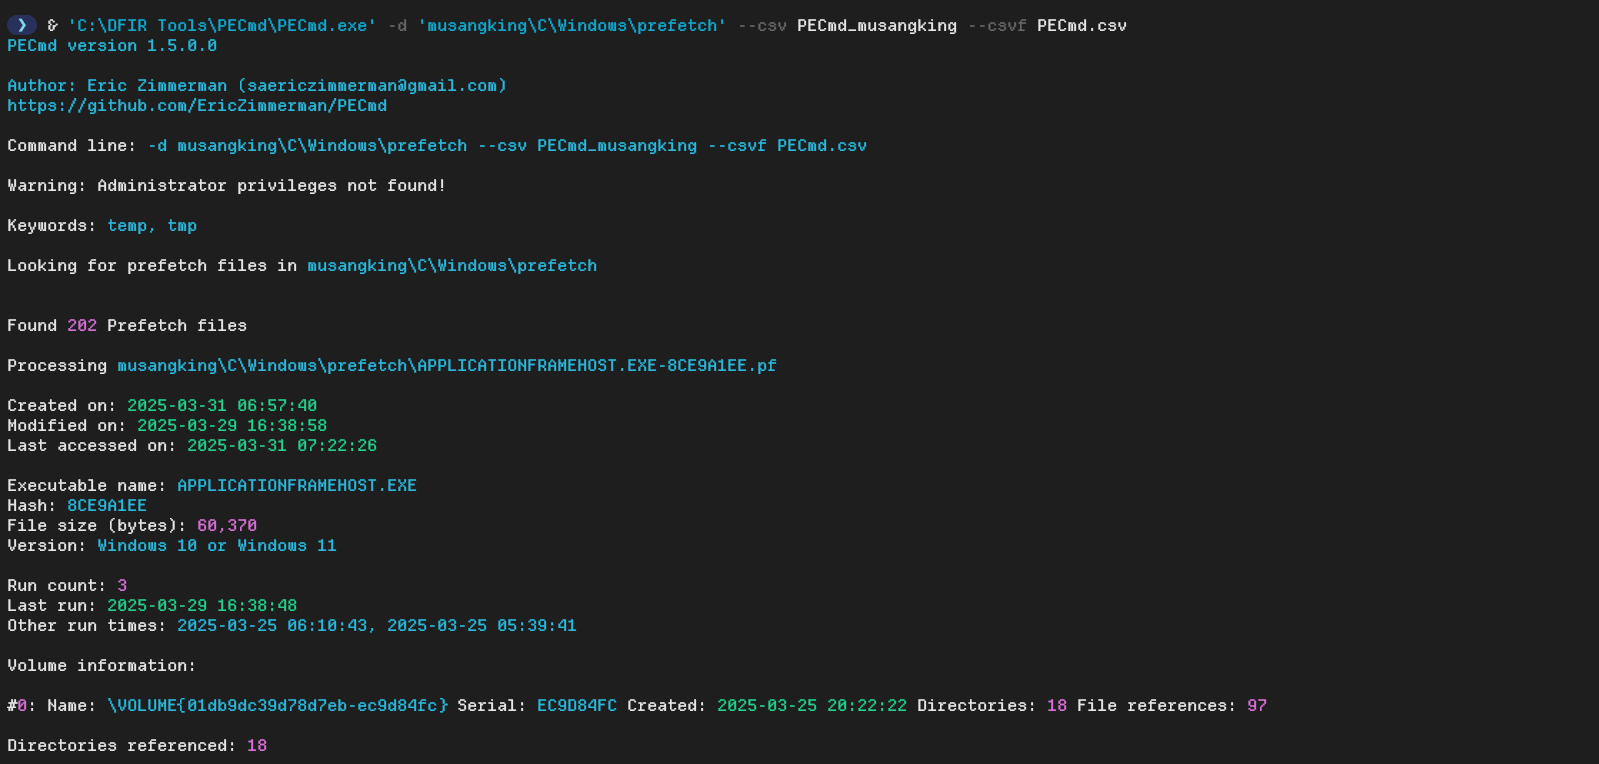 ❯ & 'C:\DFIR Tools\PECmd\PECmd.exe' -d 'musangking\C\Windows\prefetch' --csv PECmd_musangking --csvf PECmd.csv
PECmd version 1.5.0.0
Author: Eric Zimmerman (saericzimmerman@gmail.com)
https://github.com/EricZimmerman/PECmd
Command line: -d musangking\C\Windows\prefetch --csv PECmd_musangking --csvf PECmd.csv
Warning: Administrator privileges not found!
Keywords: temp, tmp
Looking for prefetch files in musangking\C\Windows\prefetch
Found 202 Prefetch files
Processing musangking\C\Windows\prefetch\APPLICATIONFRAMEHOST.EXE-8CE9A1EE.pf
Created on: 2025-03-31 06:57:40
Modified on: 2025-03-29 16:38:58
Last accessed on: 2025-03-31 07:22:26
Executable name: APPLICATIONFRAMEHOST.EXE
Hash: 8CE9A1EE
File size (bytes): 60,370
Version: Windows 10 or Windows 11
Run count: 3
Last run: 2025-03-29 16:38:48
Other run times: 2025-03-25 06:10:43, 2025-03-25 05:39:41
Volume information:
#0: Name: \VOLUME{01db9dc39d78d7eb-ec9d84fc} Serial: EC9D84FC Created: 2025-03-25 20:22:22 Directories: 18 File references: 97
Directories referenced: 18